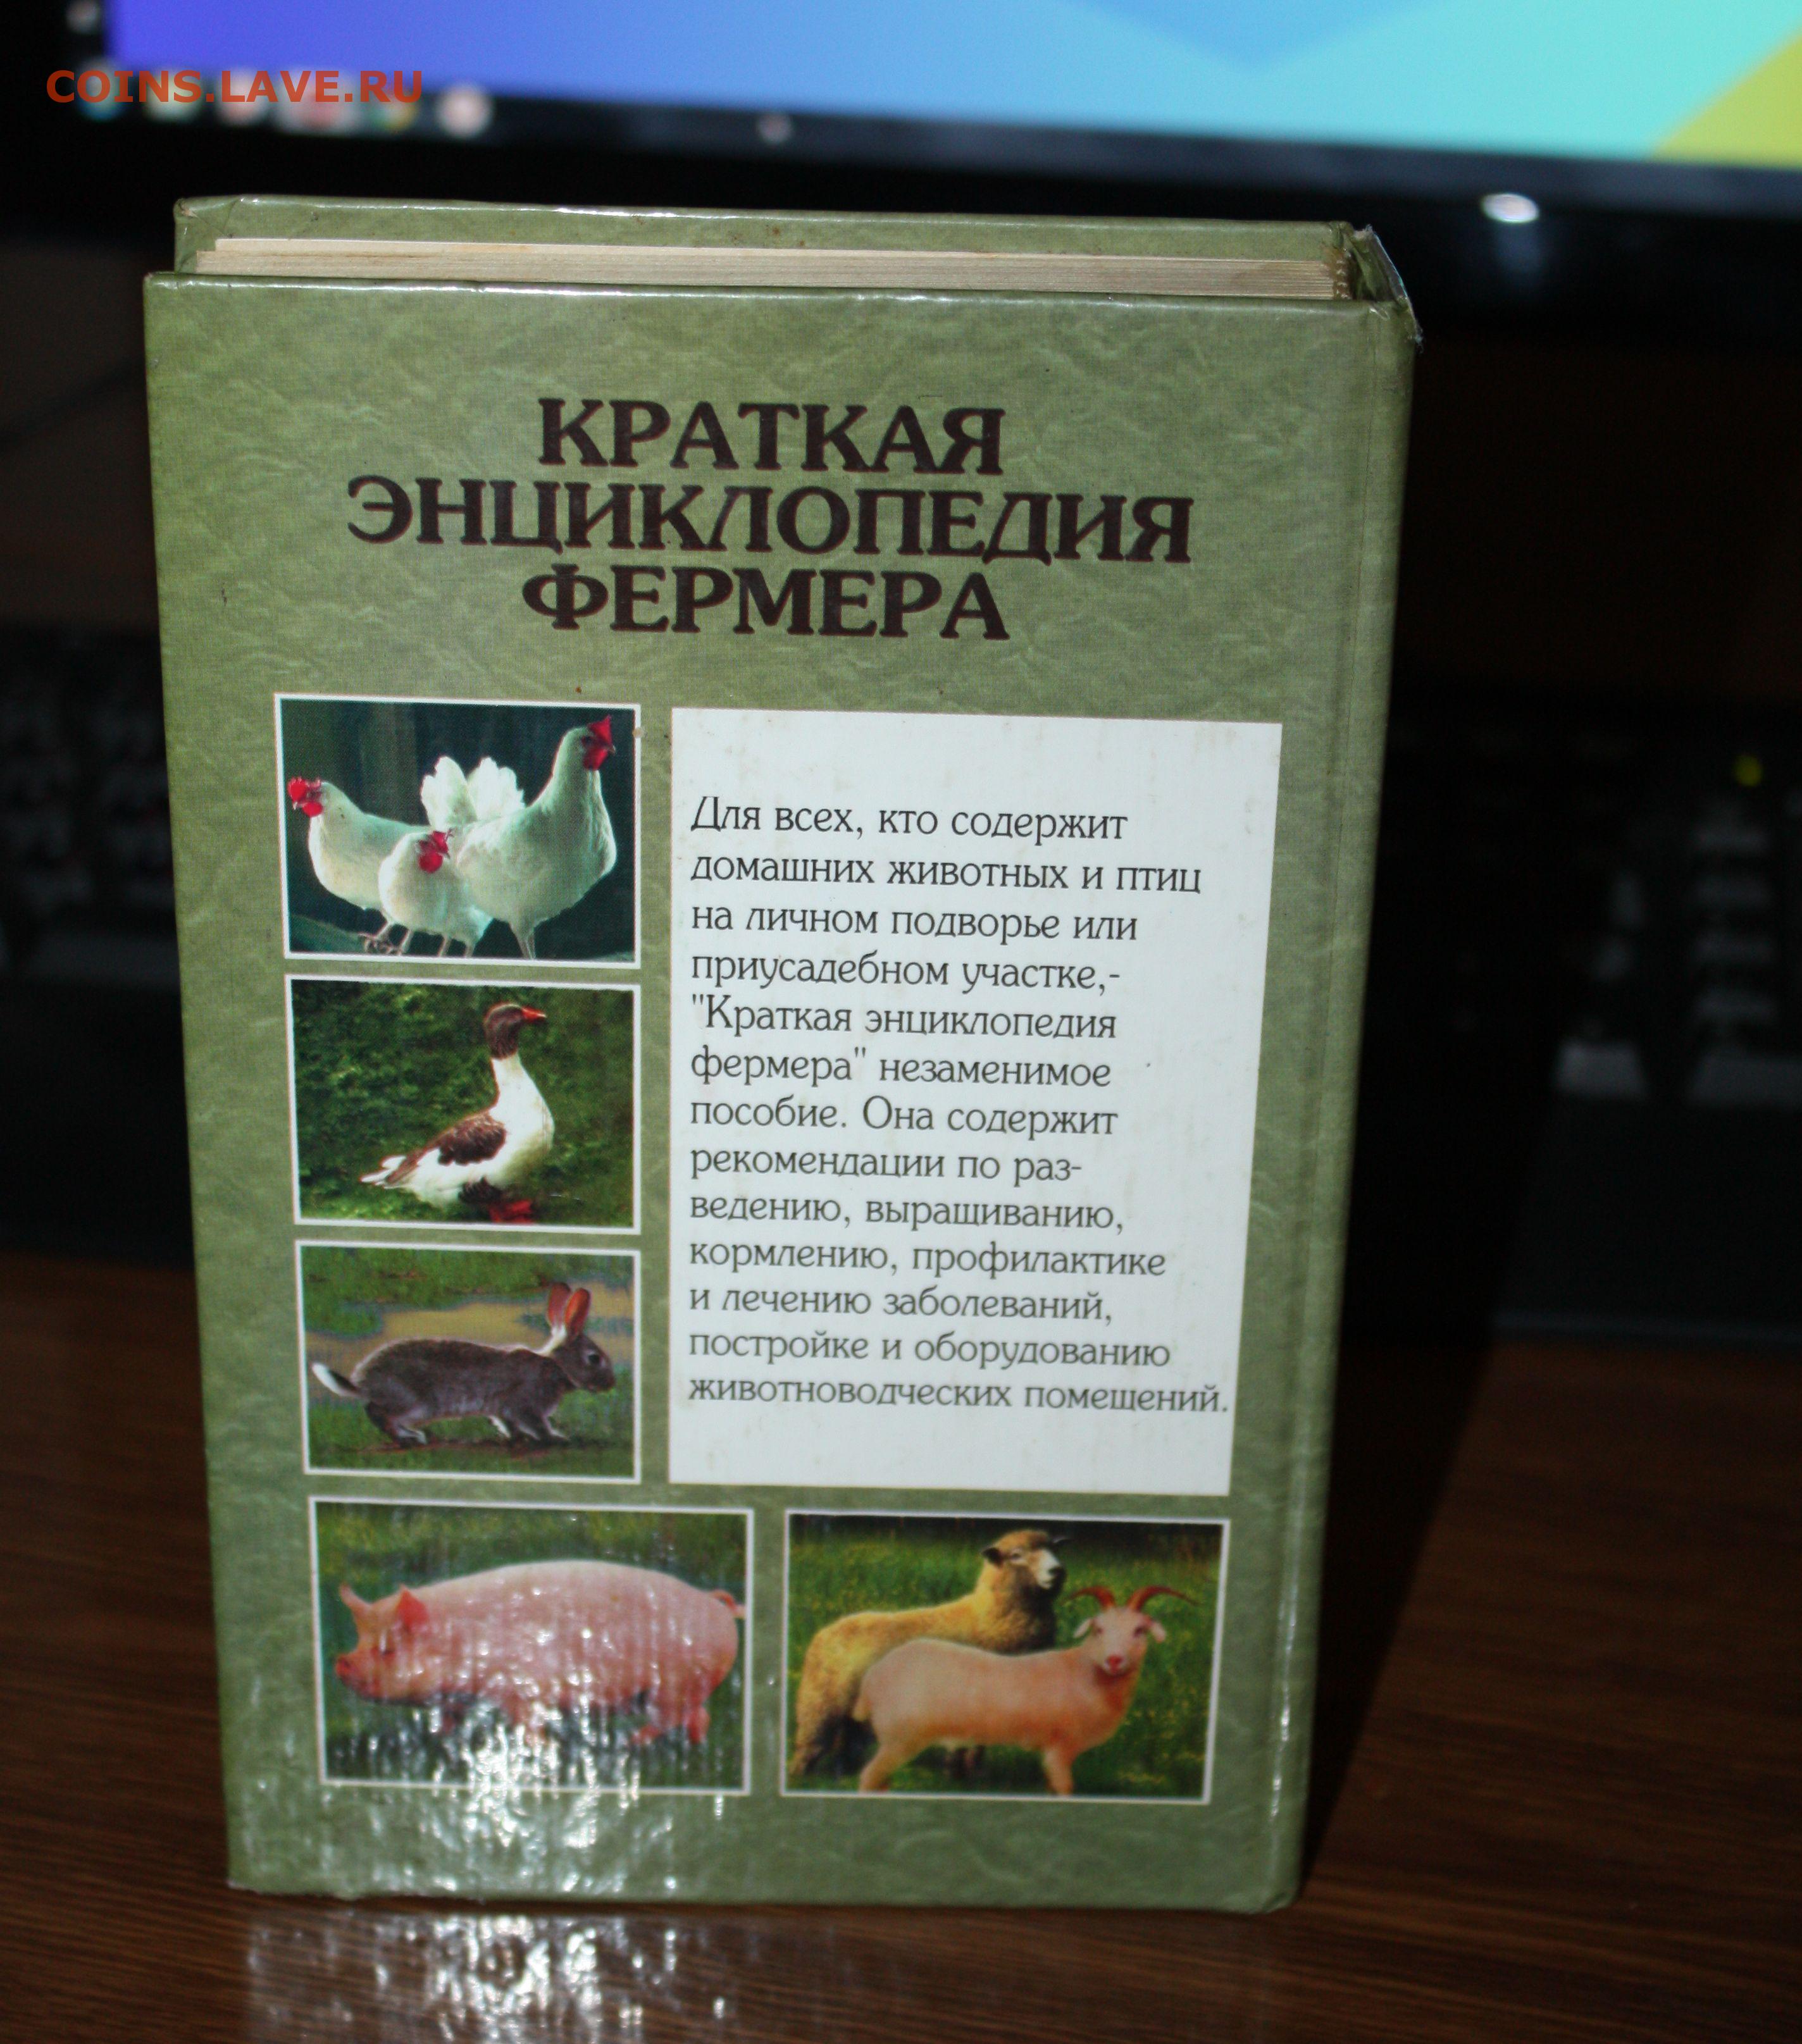 COINS.LAVE.RU
КРАТКАЯ
ЭНЦИКЛОПЕДИЯ
ФЕРМЕРА
Для всех, кто содержит
домашних животных и птиц
на личном подворье или
приусадебном участке,-
"Краткая энциклопедия
фермера" незаменимое
пособие. Она содержит
рекомендации по раз-
ведению, выращиванию,
кормлению, профилактике
и лечению заболеваний,
постройке и оборудованию
животноводческих помещений.